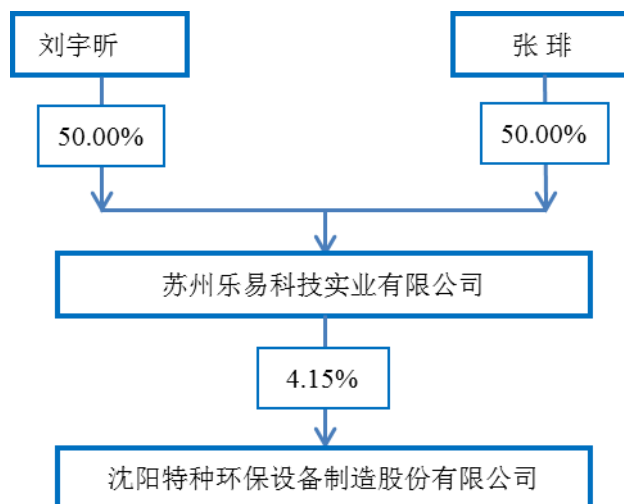 刘宇昕
张 琲
50.00%
50.00%
苏州乐易科技实业有限公司
4.15%
沈阳特种环保设备制造股份有限公司